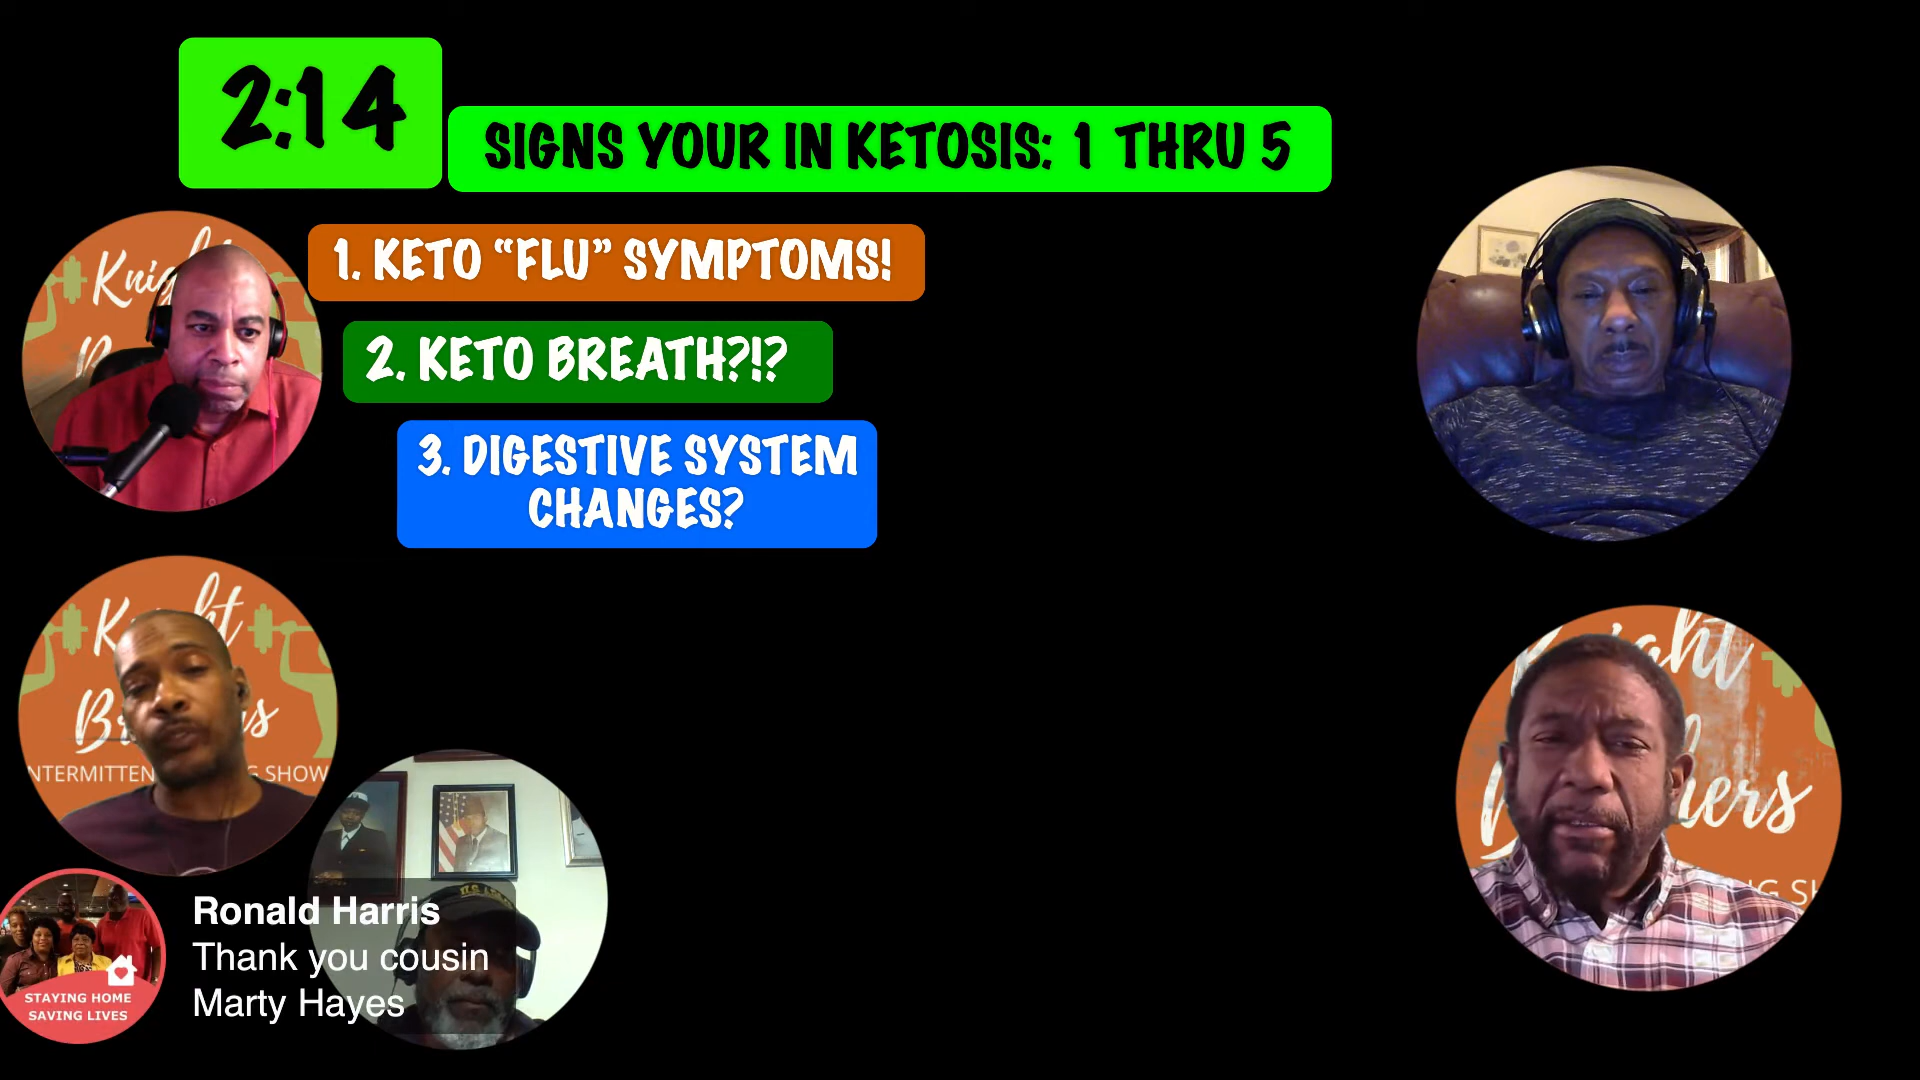 2:14
SIGNS YOUR IN KETOSIS: 1 THRU 5
1. KETO “FLU” SYMPTOMS!
2. KETO BREATH?!?
3. DIGESTIVE SYSTEM
CHANGES?
Ronald Harris
Thank you cousin
Marty Hayes
STAYING HOME
SAVING LIVES